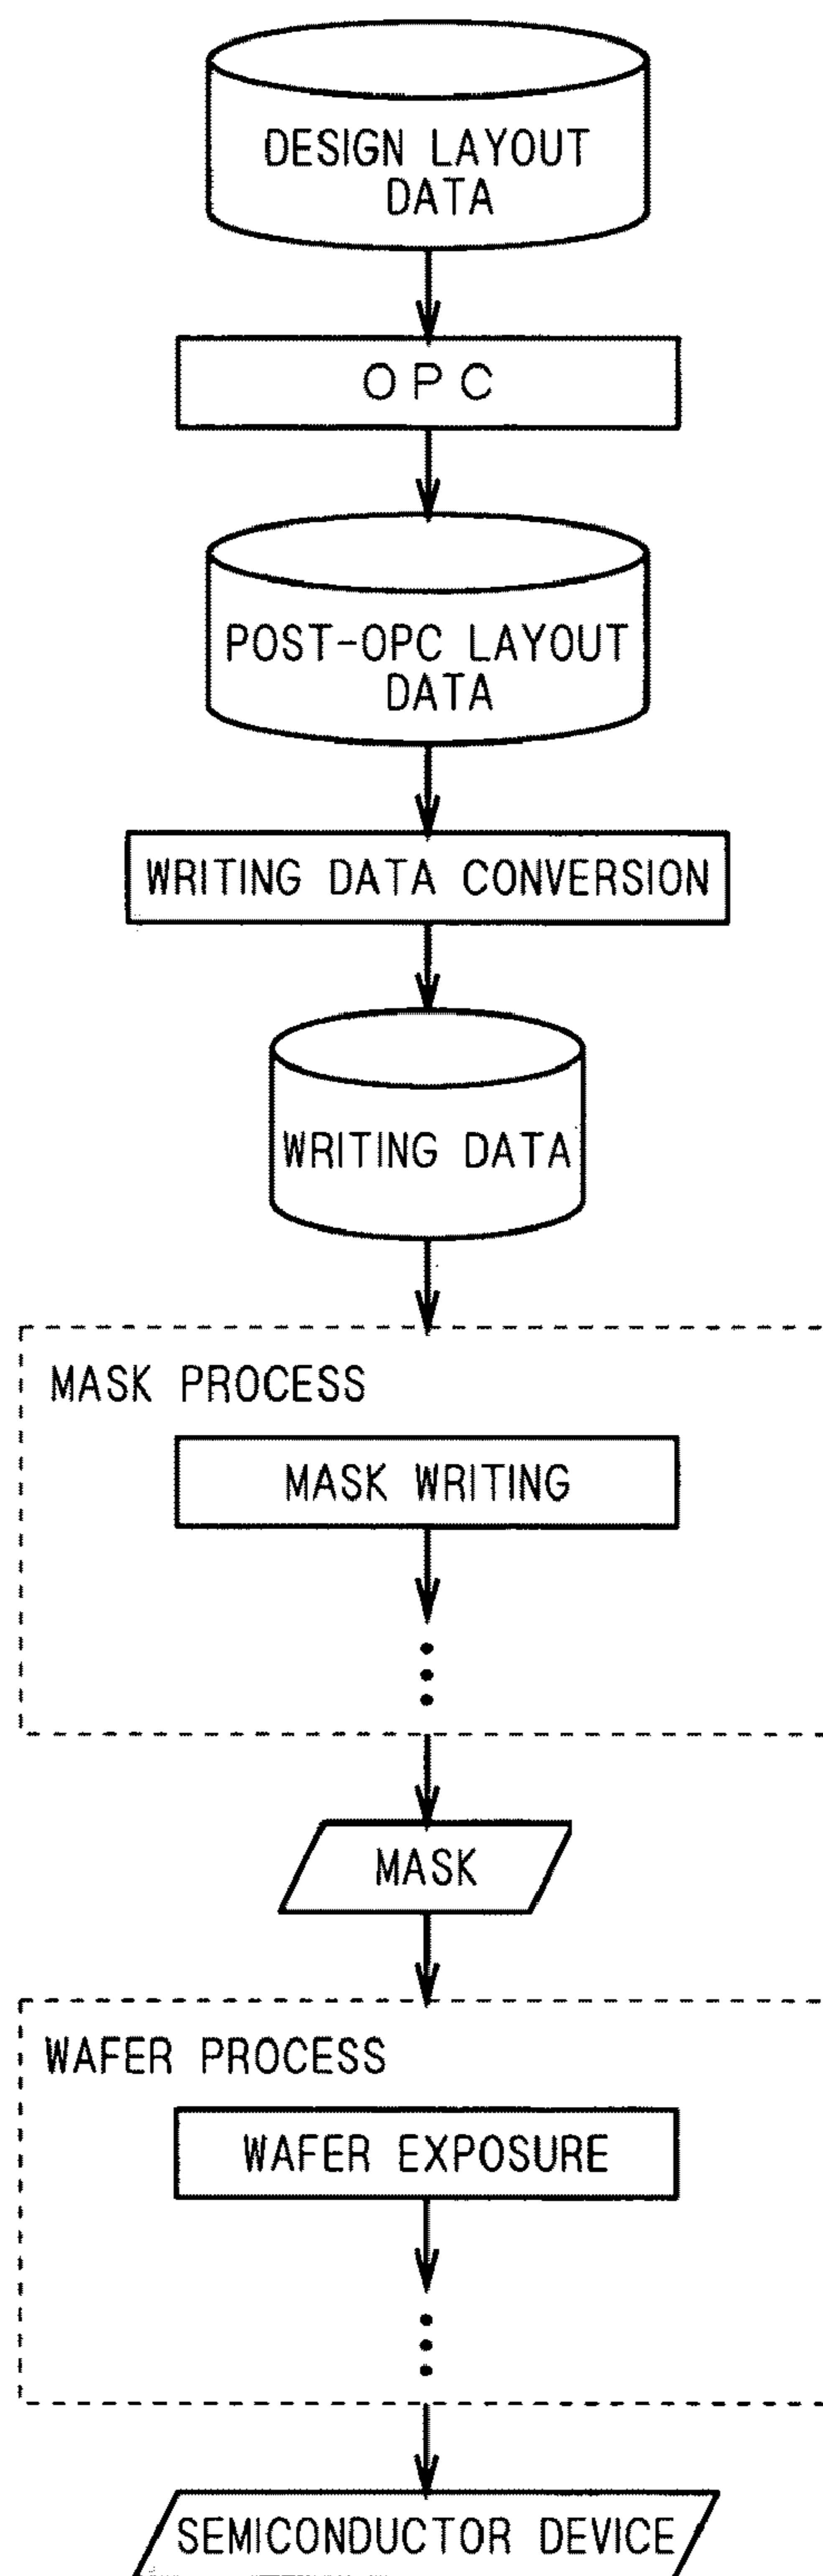 DESIGN LAYOUT
DATA
OPC
POST-OPC LAYOUT
DATA
WRITING DATA CONVERSION
WRITING DATA
MASK PROCESS
MASK WRITING
MASK
WAFER PROCESS
WAFER EXPOSURE
SEMICONDUCTOR DEVICE